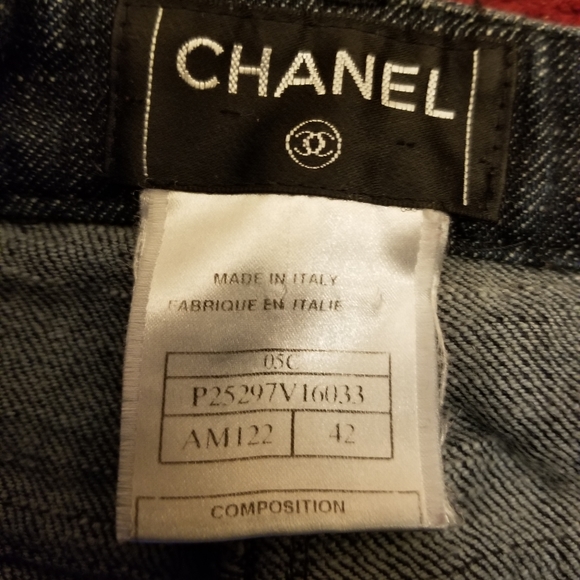 CHANEL
MADE IN ITALY
FABRIQUE EN ITALIE
05C
P25297V16033
AM122 42
COMPOSITION